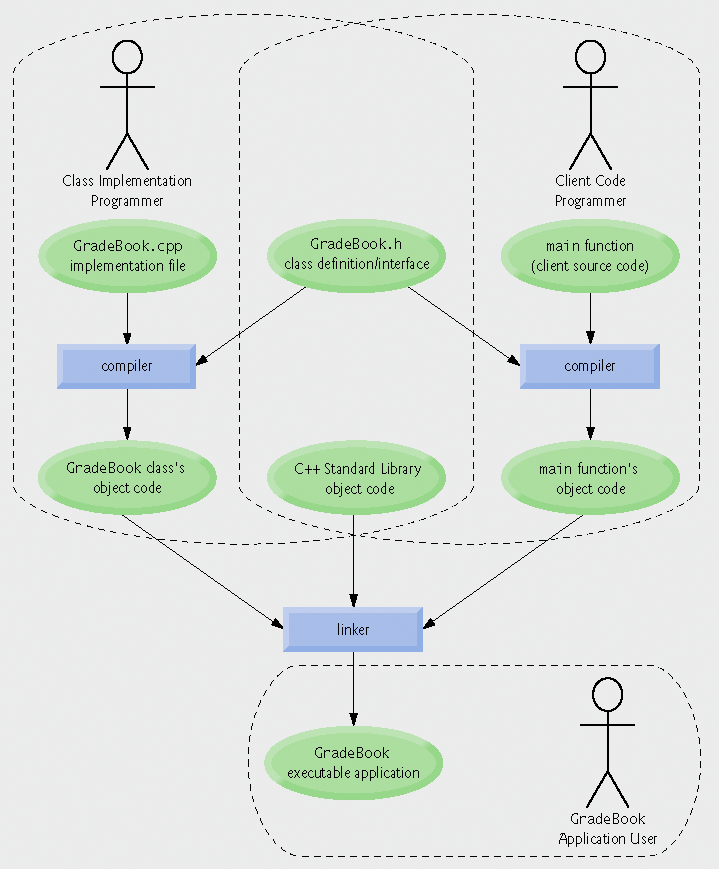 Class Implementation
Programmer
Client Code
Programmer
GradeBook.cpp
implementation file
GradeBook.h
class definition/interface
main function
(client source code)
compiler
compiler
GradeBook class's
object code
C++ Standard Library
object code
main function's
object code
linker
GradeBook
executable application
GradeBook
Application User